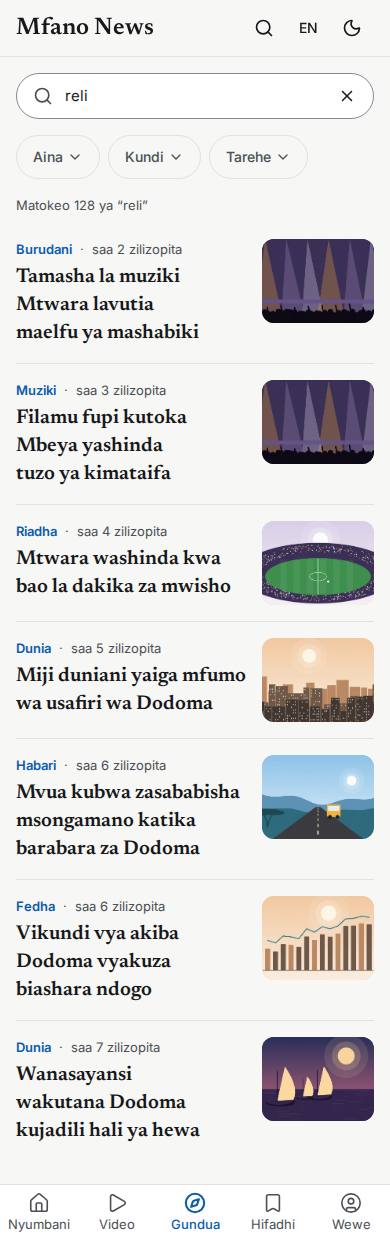 Mfano News
EN
reli
Aina
Kundi
Tarehe
Matokeo 128 ya “reli”
Burudani · saa 2 zilizopita
Tamasha la muziki
Mtwara lavutia
maelfu ya mashabiki
Muziki · saa 3 zilizopita
Filamu fupi kutoka
Mbeya yashinda
tuzo ya kimataifa
Riadha · saa 4 zilizopita
Mtwara washinda kwa
bao la dakika za mwisho
Dunia · saa 5 zilizopita
Miji duniani yaiga mfumo
wa usafiri wa Dodoma
Habari · saa 6 zilizopita
Mvua kubwa zasababisha
msongamano katika
barabara za Dodoma
Fedha · saa 6 zilizopita
Vikundi vya akiba
Dodoma vyakuza
biashara ndogo
Dunia · saa 7 zilizopita
Wanasayansi
wakutana Dodoma
kujadili hali ya hewa
Nyumbani
Video
Gundua
Hifadhi
Wewe